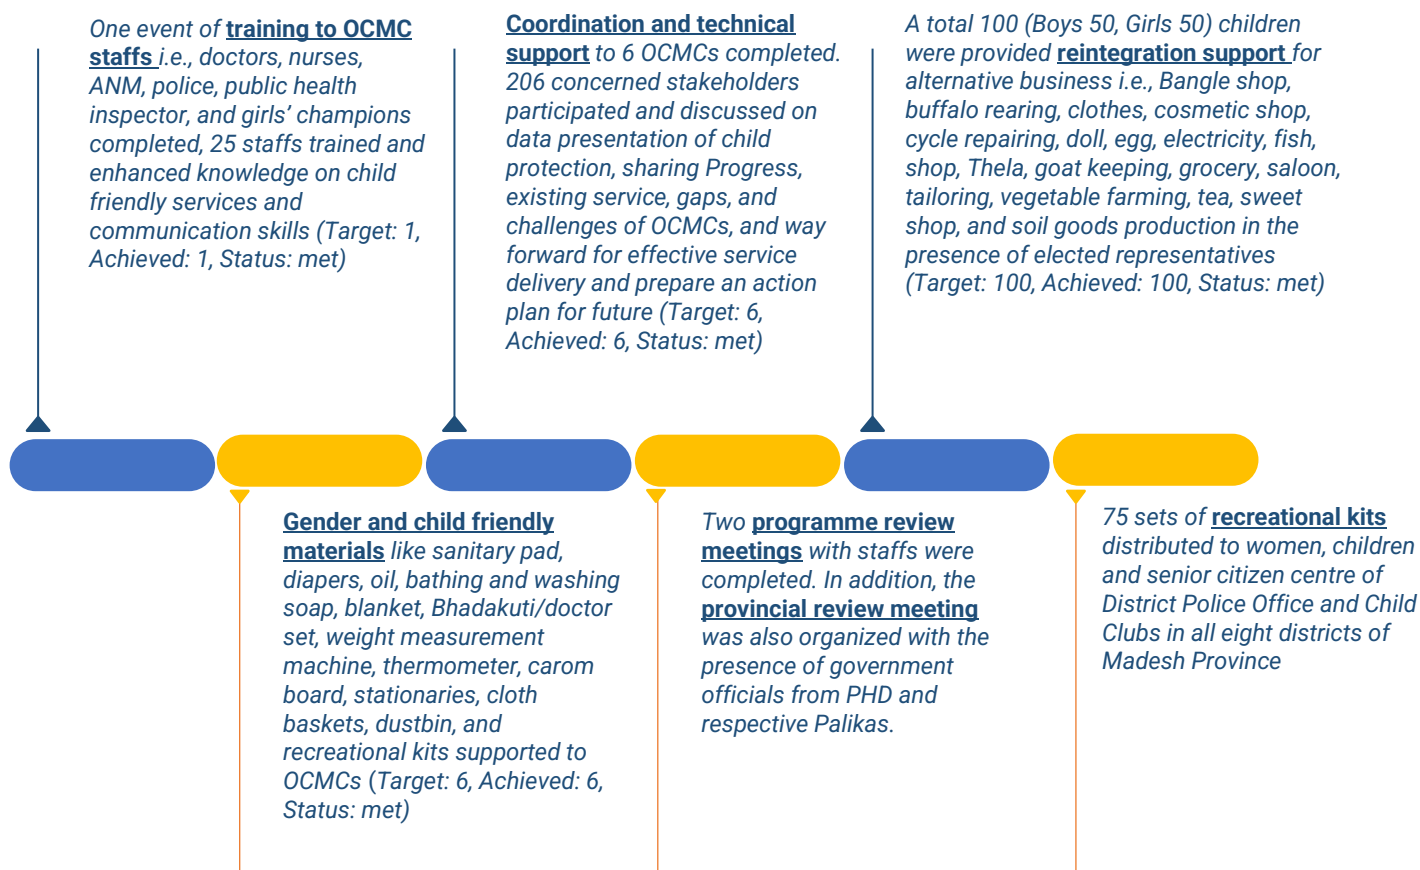 One event of training to OCMC
staffs i.e., doctors, nurses,
ANM, police, public health
inspector, and girls’ champions
completed, 25 staffs trained and
enhanced knowledge on child
friendly services and
communication skills (Target: 1,
Achieved: 1, Status: met)
Coordination and technical
support to 6 OCMCs completed.
206 concerned stakeholders
participated and discussed on
data presentation of child
protection, sharing Progress,
existing service, gaps, and
challenges of OCMCs, and way
forward for effective service
delivery and prepare an action
plan for future (Target: 6,
Achieved: 6, Status: met)
A total 100 (Boys 50, Girls 50) children
were provided reintegration support for
alternative business i.e., Bangle shop,
buffalo rearing, clothes, cosmetic shop,
cycle repairing, doll, egg, electricity, fish,
shop, Thela, goat keeping, grocery, saloon,
tailoring, vegetable farming, tea, sweet
shop, and soil goods production in the
presence of elected representatives
(Target: 100, Achieved: 100, Status: met)
Gender and child friendly
materials like sanitary pad,
diapers, oil, bathing and washing
soap, blanket, Bhadakuti/doctor
set, weight measurement
machine, thermometer, carom
board, stationaries, cloth
baskets, dustbin, and
recreational kits supported to
OCMCs (Target: 6, Achieved: 6,
Status: met)
Two programme review
meetings with staffs were
completed. In addition, the
provincial review meeting
was also organized with the
presence of government
officials from PHD and
respective Palikas.
75 sets of recreational kits
distributed to women, children
and senior citizen centre of
District Police Office and Child
Clubs in all eight districts of
Madesh Province